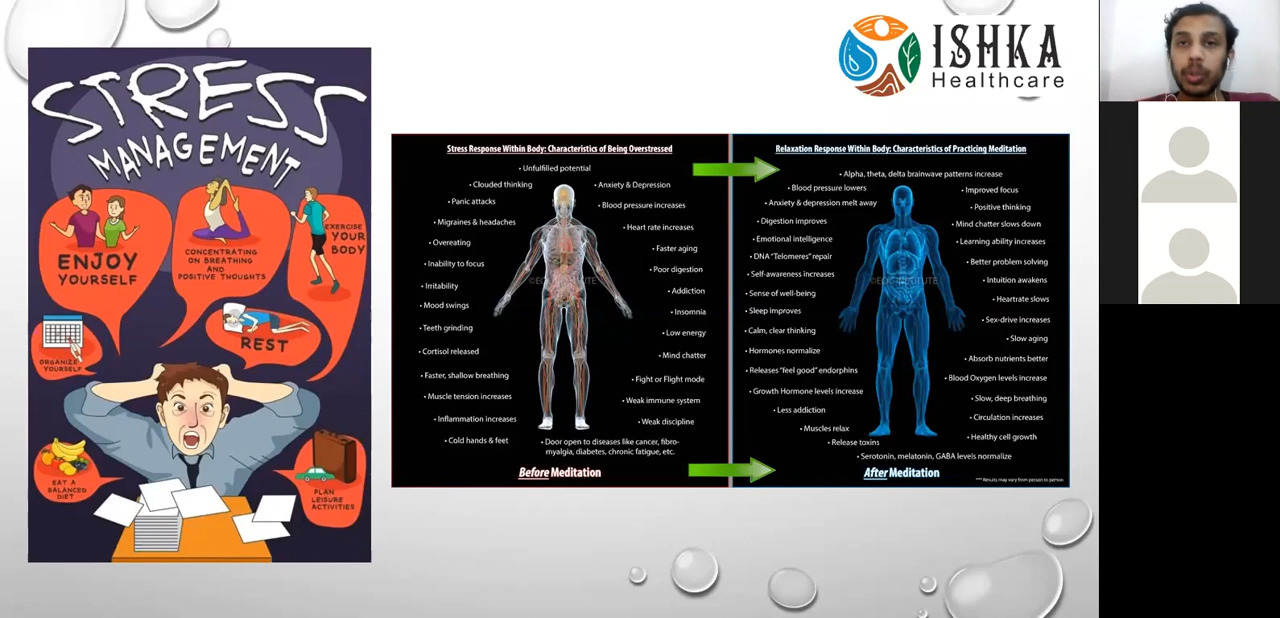 STRESS
MANAGEMENT
ENJOY
YOURSELF
CONCENTRATING
ON BREATHING
AND
POSITIVE THOUGHTS
EXERCISE
YOUR
BODY
ORGANIZE
YOURSELF
REST
EAT A
BALANCED
DIET
PLAN
LEISURE
ACTIVITIES
ISHKA
Healthcare
Stress Response Within Body: Characteristics of Being Overstressed
• Unfulfilled potential
• Clouded thinking
• Anxiety & Depression
• Panic attacks
• Blood pressure increases
• Migraines & headaches
• Heart rate increases
• Overeating
• Faster aging
• Inability to focus
• Poor digestion
• Irritability
• Addiction
• Mood swings
• Insomnia
• Teeth grinding
• Low energy
• Cortisol released
• Mind chatter
• Faster, shallow breathing
• Fight or Flight mode
• Muscle tension increases
• Weak immune system
• Inflammation increases
• Weak discipline
• Cold hands & feet
• Door open to diseases like cancer, fibro-
myalgia, diabetes, chronic fatigue, etc.
Before Meditation
Relaxation Response Within Body: Characteristics of Practicing Meditation
• Alpha, theta, delta brainwave patterns increase
• Blood pressure lowers
• Improved focus
• Anxiety & depression melt away
• Positive thinking
• Digestion improves
• Mind chatter slows down
• Emotional intelligence
• Learning ability increases
• DNA "Telomeres" repair
• Better problem solving
• Self-awareness increases
• Intuition awakens
• Sense of well-being
• Heartrate slows
• Sleep improves
• Sex-drive increases
• Calm, clear thinking
• Slow aging
• Hormones normalize
• Absorb nutrients better
• Releases "feel good" endorphins
• Blood Oxygen levels increase
• Growth Hormone levels increase
• Slow, deep breathing
• Less addiction
• Circulation increases
• Muscles relax
• Healthy cell growth
• Release toxins
• Serotonin, melatonin, GABA levels normalize
After Meditation
*** Results may vary from person to person.